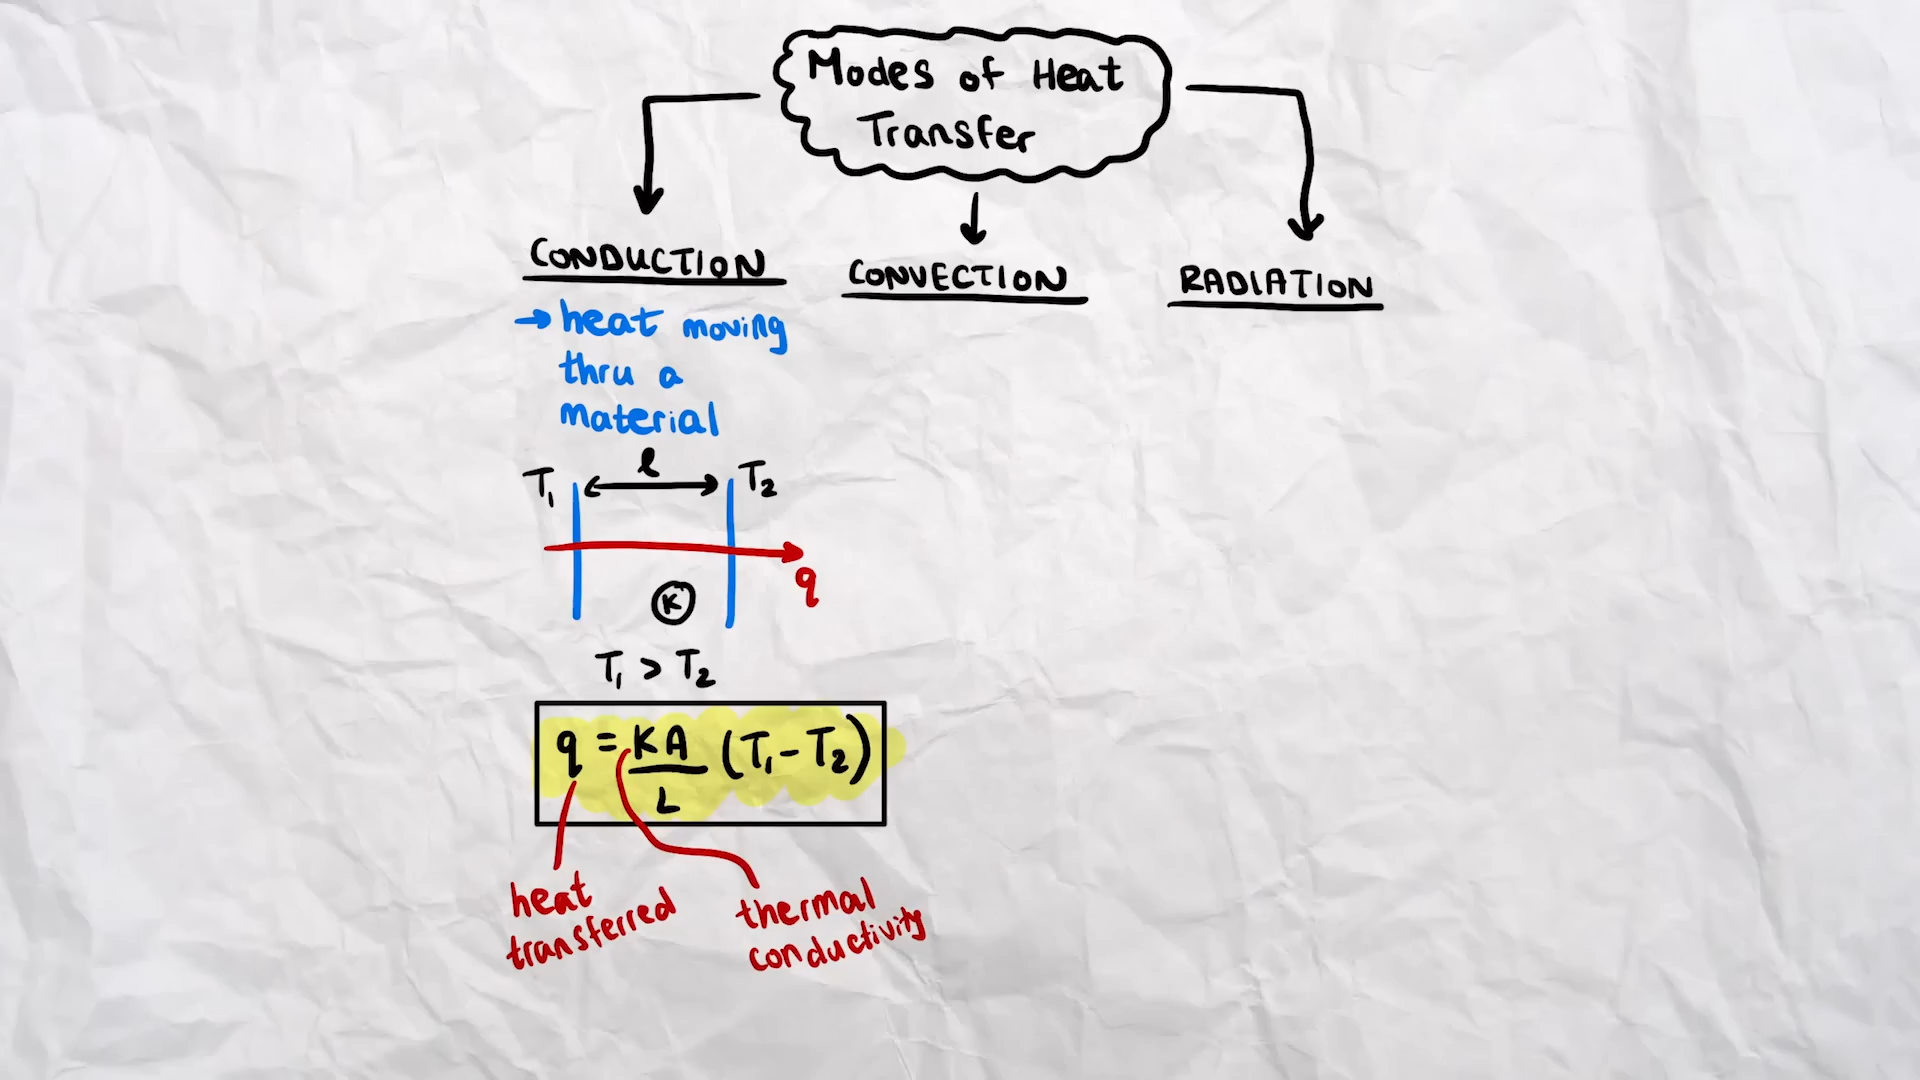 Modes of Heat
Transfer
CONDUCTION
CONVECTION
RADIATION
→ heat moving
thru a
material
T₁ l T₂
q
K
T₁ > T₂
q = KA/L (T₁ - T₂)
heat
transferred
thermal
conductivity